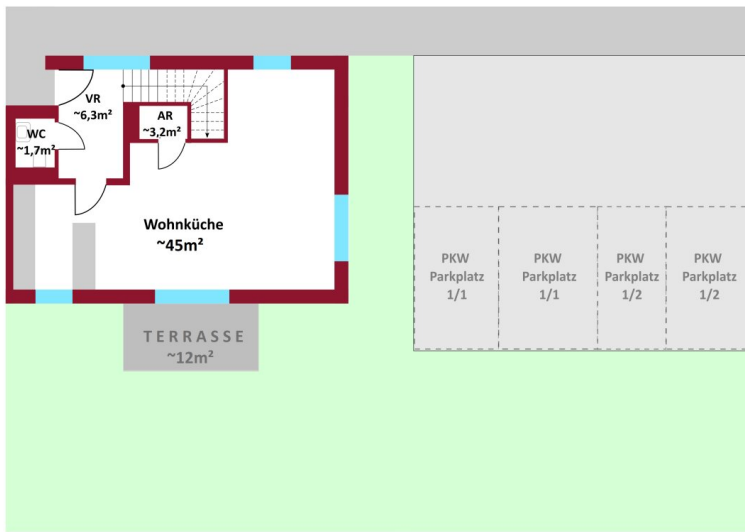 VR
~6,3m²
AR
~3,2m²
WC
~1,7m²
Wohnküche
~45m²
TERRASSE
~12m²
PKW
Parkplatz
1/1
PKW
Parkplatz
1/1
PKW
Parkplatz
1/2
PKW
Parkplatz
1/2